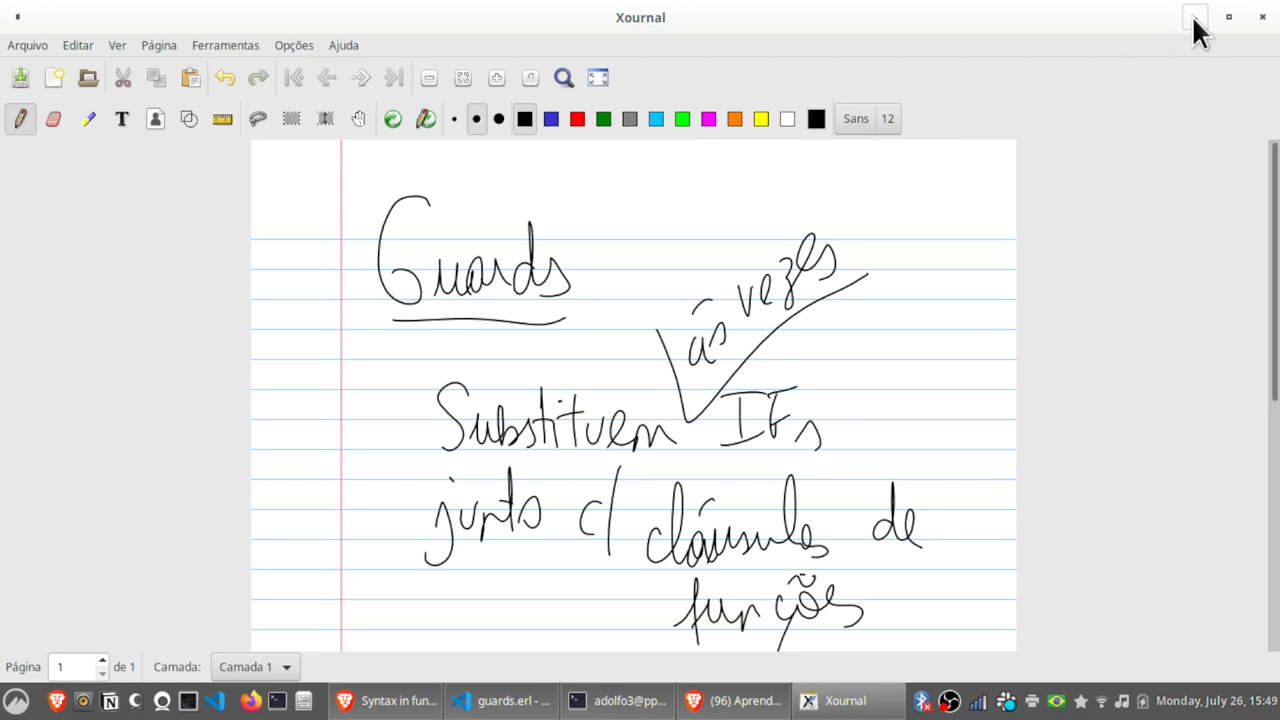 Xournal
Arquivo Editar Ver Página Ferramentas Opções Ajuda
Sans 12
Guards
às vezes
Substituem IFs
junto c/ cláusulas de
funções
Página 1 de 1 Camada: Camada 1
Syntax in fun... guards.erl - ... adolfo3@pp... (96) Aprend... Xournal Monday, July 26, 15:49